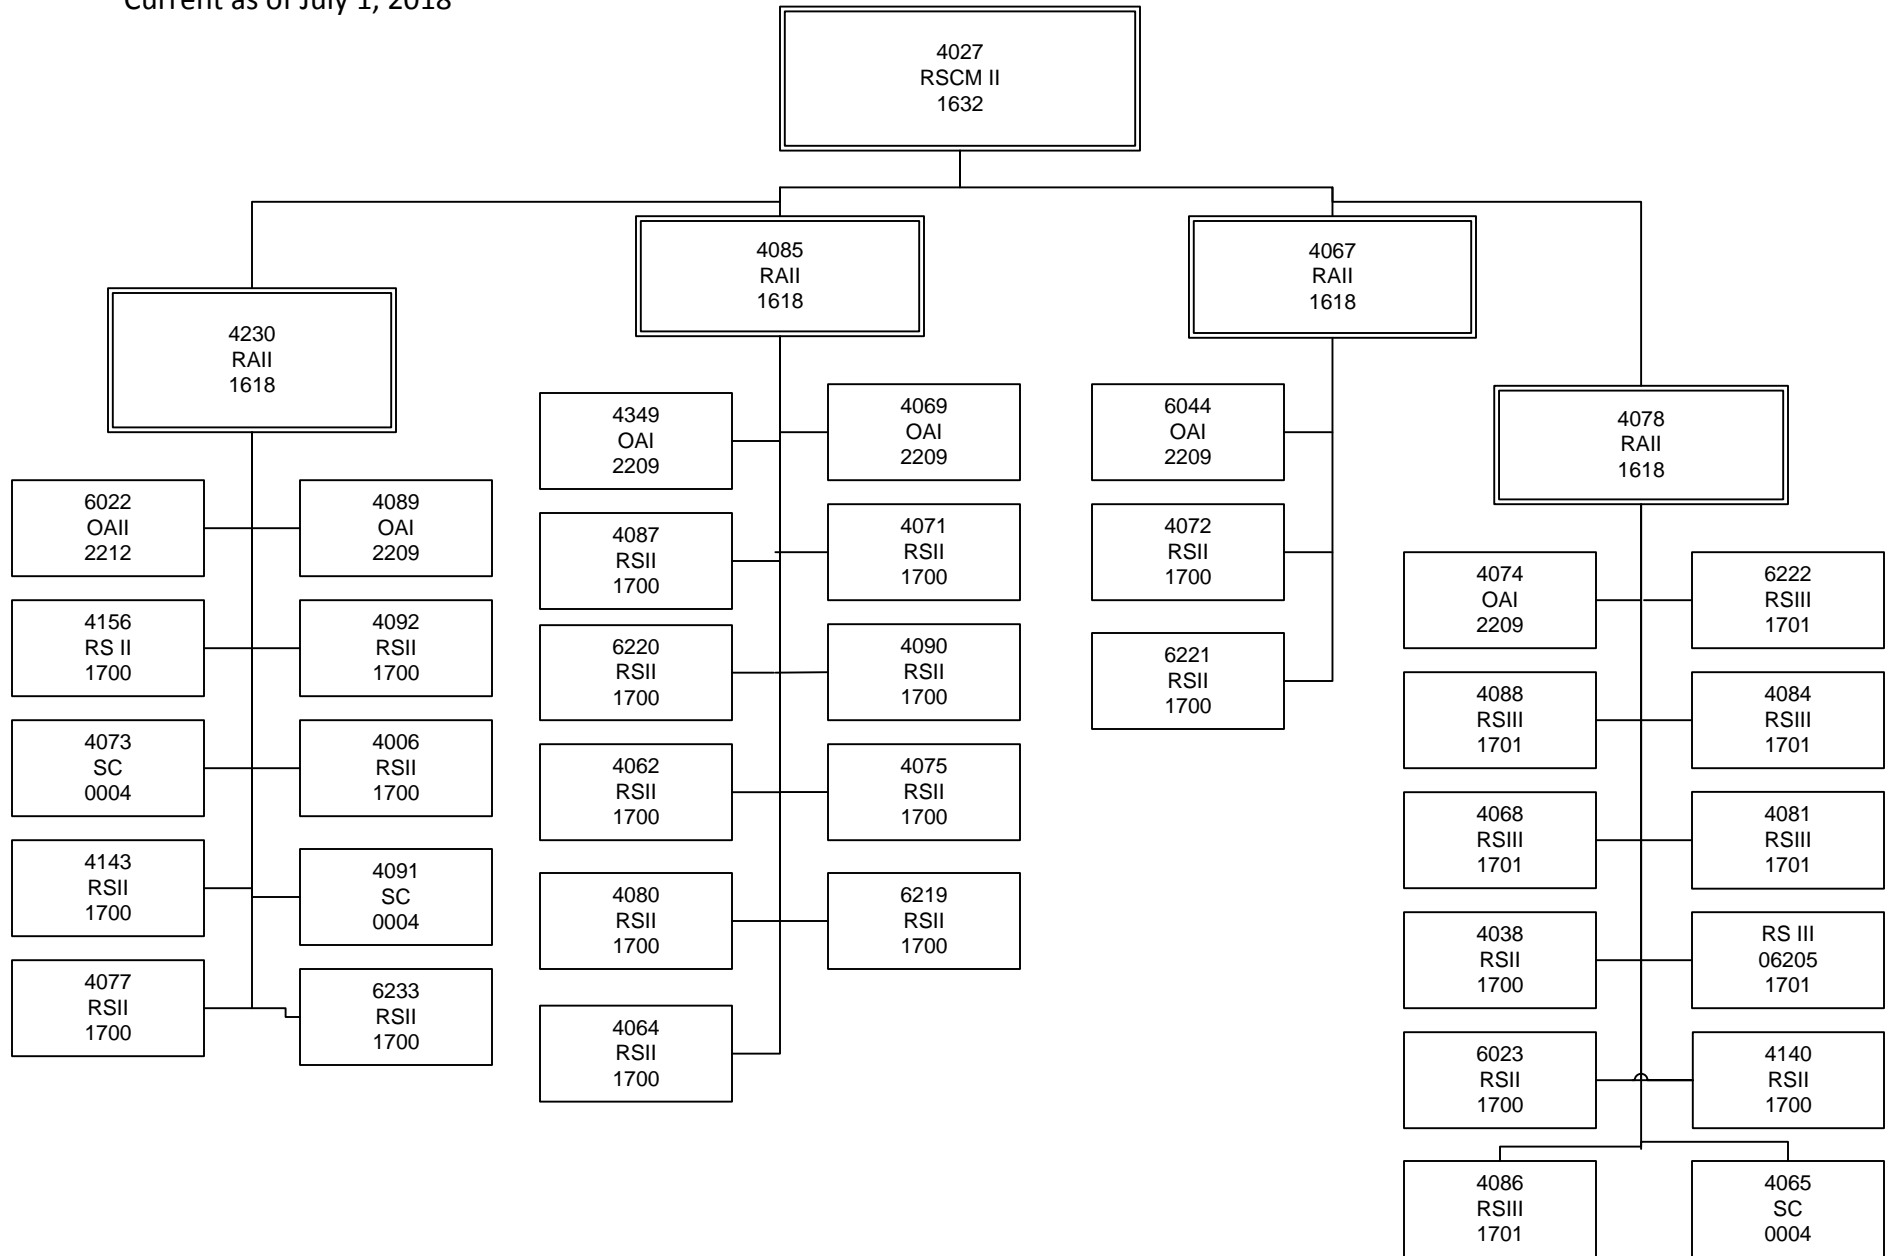 Current as of July 1, 2018
4027
RSCM II
1632
4230
RAII
1618
4085
RAII
1618
4067
RAII
1618
4078
RAII
1618
6022
OAII
2212
4089
OAI
2209
4156
RS II
1700
4092
RSII
1700
4073
SC
0004
4006
RSII
1700
4143
RSII
1700
4091
SC
0004
4077
RSII
1700
6233
RSII
1700
4349
OAI
2209
4069
OAI
2209
4087
RSII
1700
4071
RSII
1700
6220
RSII
1700
4090
RSII
1700
4062
RSII
1700
4075
RSII
1700
4080
RSII
1700
6219
RSII
1700
4064
RSII
1700
6044
OAI
2209
4072
RSII
1700
6221
RSII
1700
4074
OAI
2209
6222
RSIII
1701
4088
RSIII
1701
4084
RSIII
1701
4068
RSIII
1701
4081
RSIII
1701
4038
RSII
1700
RS III
06205
1701
6023
RSII
1700
4140
RSII
1700
4086
RSIII
1701
4065
SC
0004